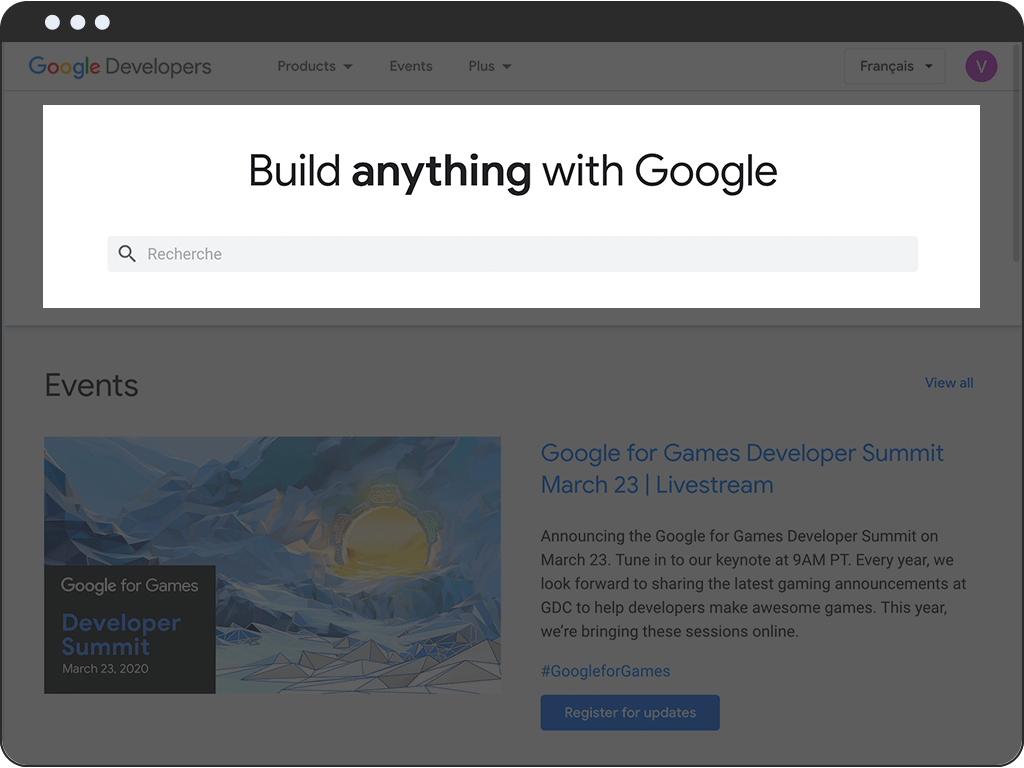 Google Developers
Products
Events
Plus
Français
V
Build anything with Google
Recherche
Events
View all
Google for Games
Developer
Summit
March 23, 2020
Google for Games Developer Summit
March 23 | Livestream
Announcing the Google for Games Developer Summit on
March 23. Tune in to our keynote at 9AM PT. Every year, we
look forward to sharing the latest gaming announcements at
GDC to help developers make awesome games. This year,
we’re bringing these sessions online.
#GoogleforGames
Register for updates